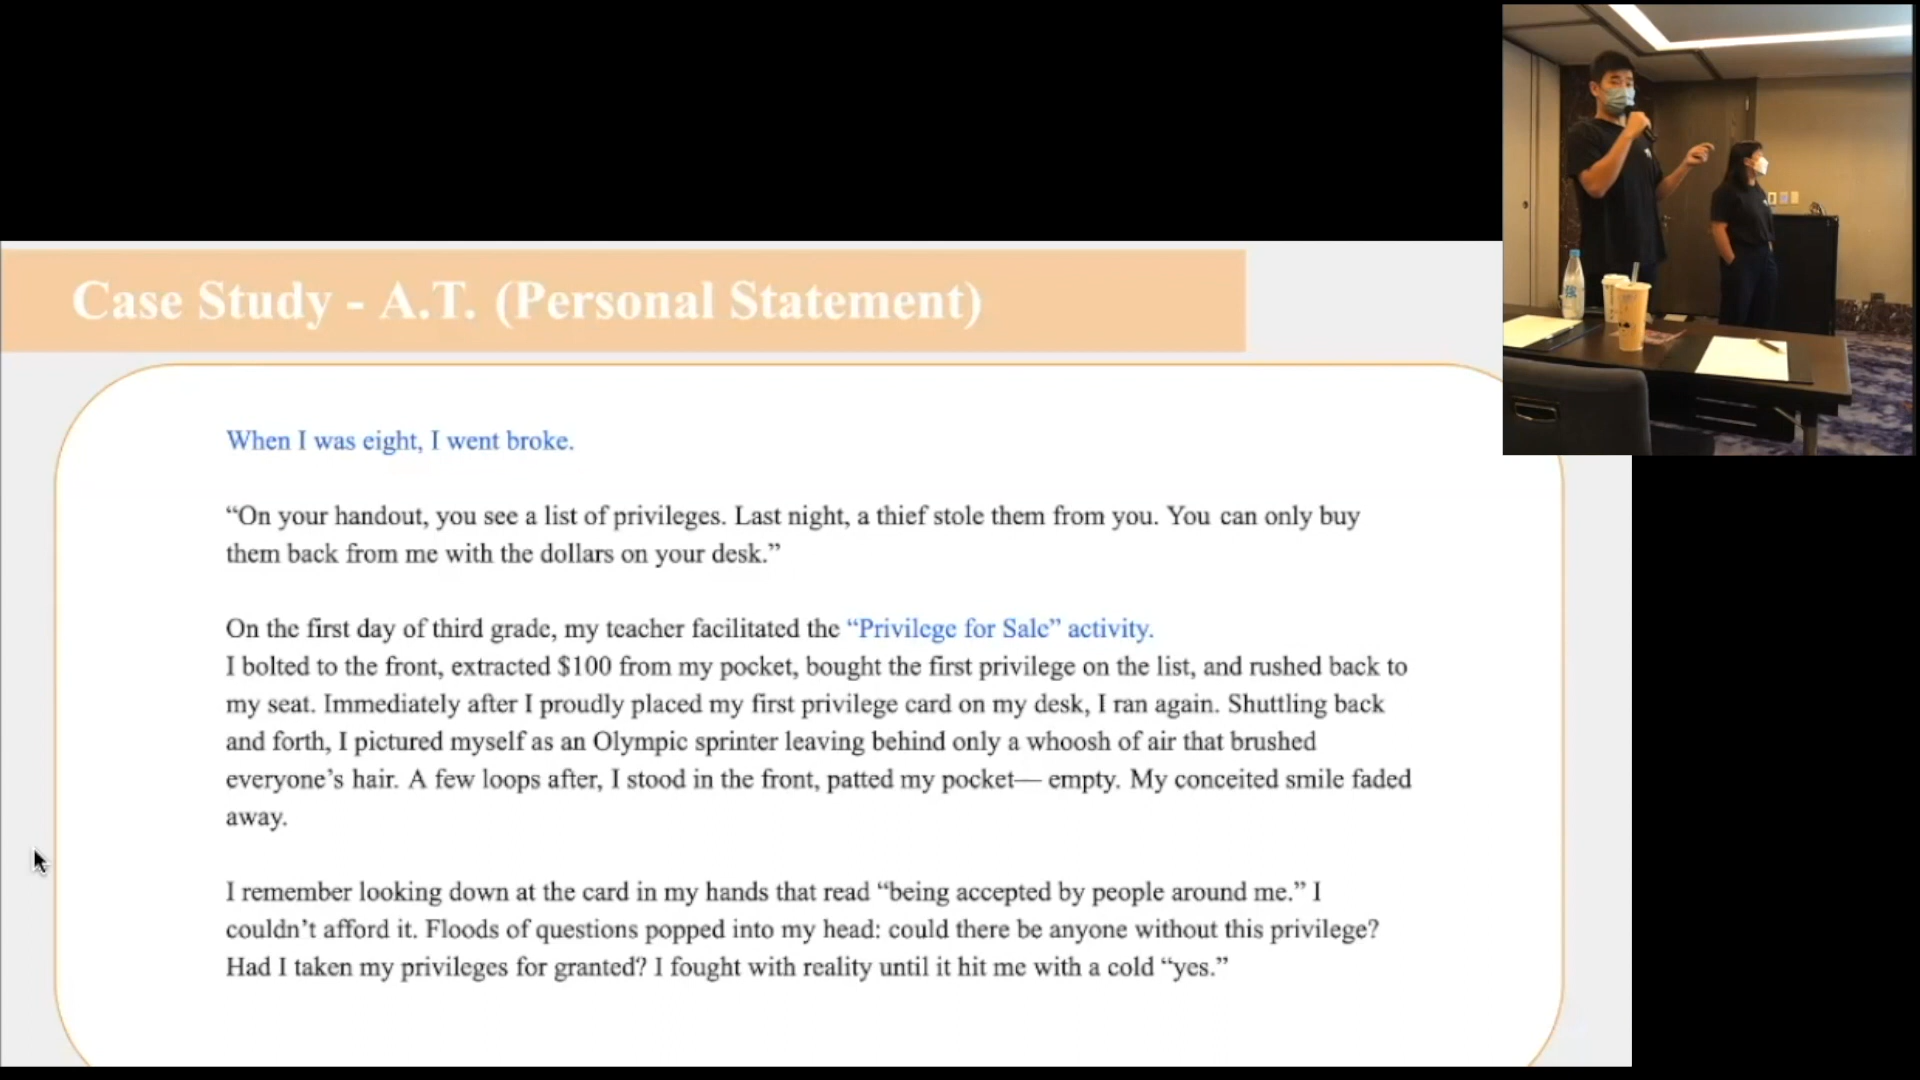 Case Study - A.T. (Personal Statement)
When I was eight, I went broke.
“On your handout, you see a list of privileges. Last night, a thief stole them from you. You can only buy
them back from me with the dollars on your desk.”
On the first day of third grade, my teacher facilitated the “Privilege for Sale” activity.
I bolted to the front, extracted $100 from my pocket, bought the first privilege on the list, and rushed back to
my seat. Immediately after I proudly placed my first privilege card on my desk, I ran again. Shuttling back
and forth, I pictured myself as an Olympic sprinter leaving behind only a whoosh of air that brushed
everyone’s hair. A few loops after, I stood in the front, patted my pocket— empty. My conceited smile faded
away.
I remember looking down at the card in my hands that read “being accepted by people around me.” I
couldn’t afford it. Floods of questions popped into my head: could there be anyone without this privilege?
Had I taken my privileges for granted? I fought with reality until it hit me with a cold “yes.”